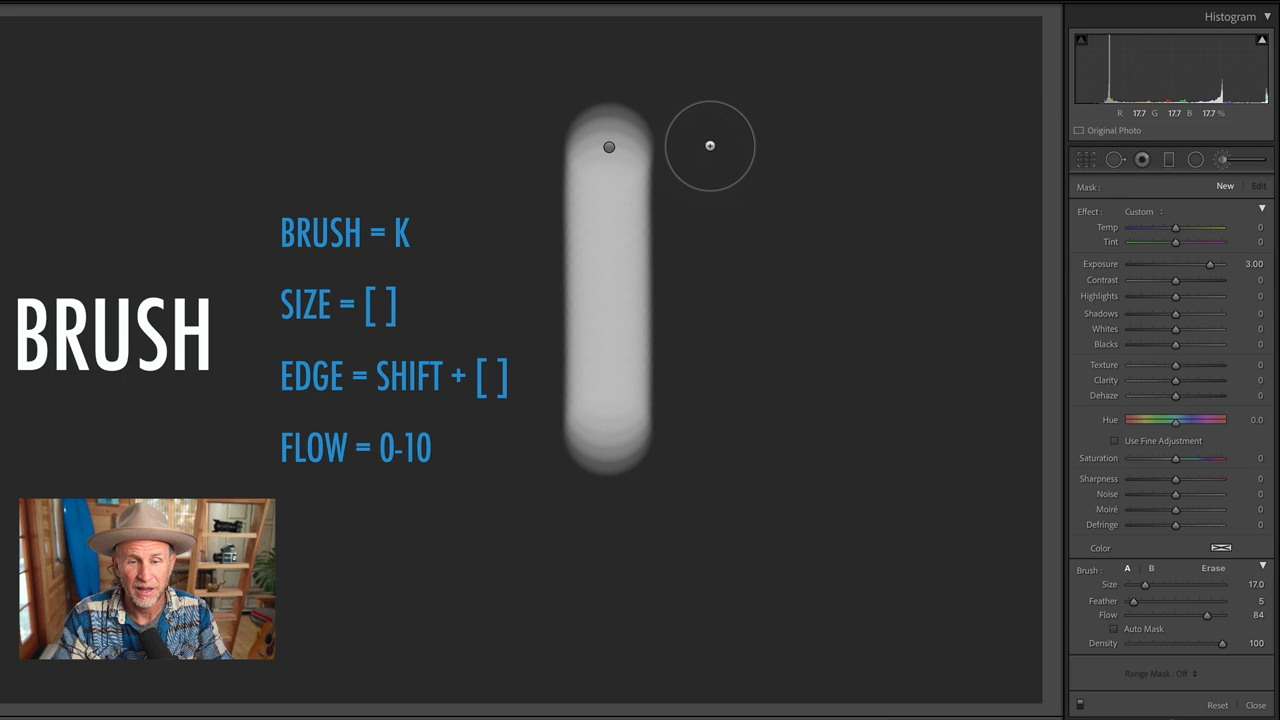 Histogram
R 17.7 G 17.7 B 17.7 %
Original Photo
Mask : New Edit
Effect : Custom
Temp 0
Tint 0
Exposure 3.00
Contrast 0
Highlights 0
Shadows 0
Whites 0
Blacks 0
Texture 0
Clarity 0
Dehaze 0
Hue 0.0
Use Fine Adjustment
Saturation 0
Sharpness 0
Noise 0
Moiré 0
Defringe 0
Color
Brush : A B Erase
Size 17.0
Feather 5
Flow 84
Auto Mask
Density 100
Range Mask : Off
Reset Close
BRUSH
BRUSH = K
SIZE = [ ]
EDGE = SHIFT + [ ]
FLOW = 0-10